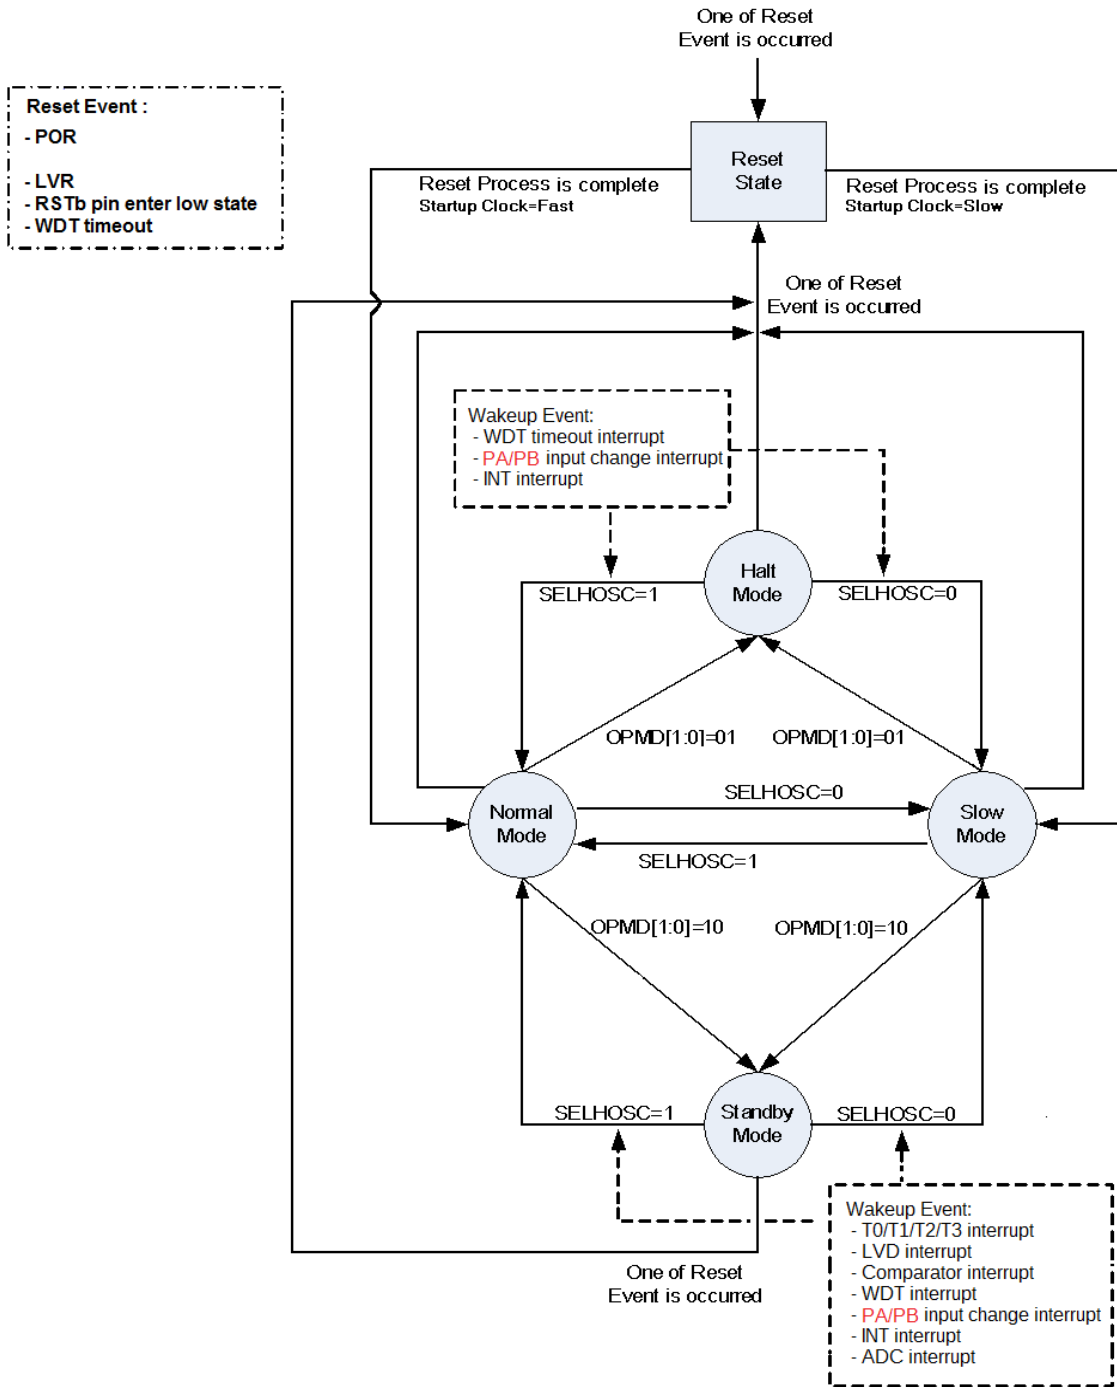 One of Reset
Event is occurred
Reset Event :
- POR
- LVR
- RSTb pin enter low state
- WDT timeout
Reset
State
Reset Process is complete
Startup Clock=Fast
Reset Process is complete
Startup Clock=Slow
One of Reset
Event is occurred
Wakeup Event:
- WDT timeout interrupt
- PA/PB input change interrupt
- INT interrupt
Halt
Mode
SELHOSC=1
SELHOSC=0
OPMD[1:0]=01
OPMD[1:0]=01
SELHOSC=0
Normal
Mode
Slow
Mode
SELHOSC=1
OPMD[1:0]=10
OPMD[1:0]=10
SELHOSC=1
Standby
Mode
SELHOSC=0
One of Reset
Event is occurred
Wakeup Event:
- T0/T1/T2/T3 interrupt
- LVD interrupt
- Comparator interrupt
- WDT interrupt
- PA/PB input change interrupt
- INT interrupt
- ADC interrupt